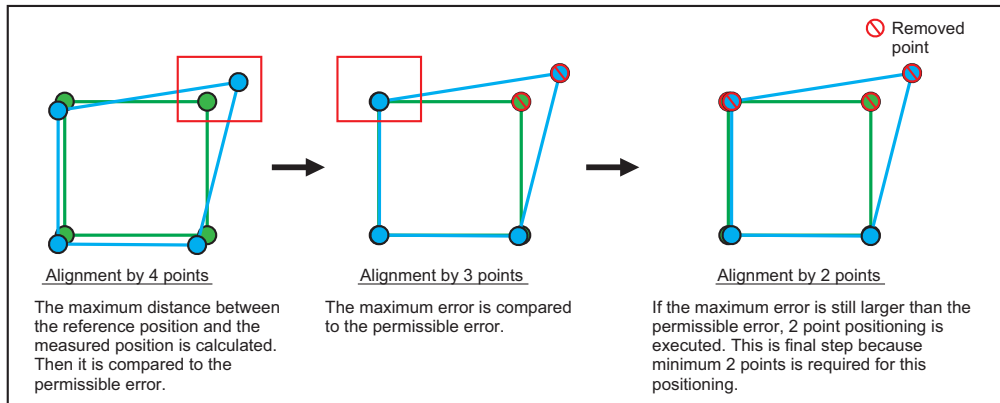 Removed
point
Alignment by 4 points
The maximum distance between
the reference position and the
measured position is calculated.
Then it is compared to the
permissible error.
Alignment by 3 points
The maximum error is compared
to the permissible error.
Alignment by 2 points
If the maximum error is still larger than the
permissible error, 2 point positioning is
executed. This is final step because
minimum 2 points is required for this
positioning.